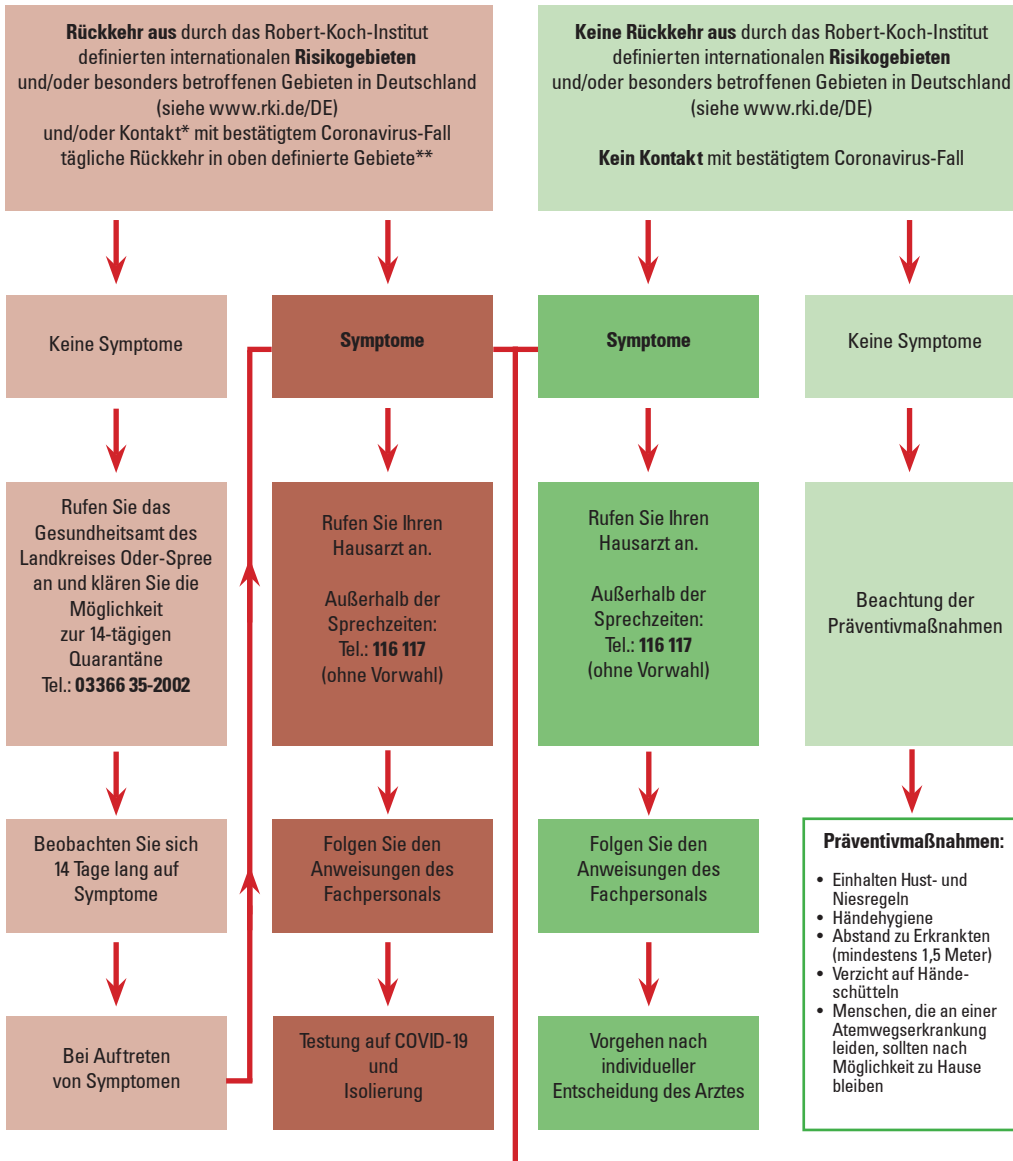 Rückkehr aus durch das Robert-Koch-Institut
definierten internationalen Risikogebieten
und/oder besonders betroffenen Gebieten in Deutschland
(siehe www.rki.de/DE)
und/oder Kontakt* mit bestätigtem Coronavirus-Fall
tägliche Rückkehr in oben definierte Gebiete**
Keine Rückkehr aus durch das Robert-Koch-Institut
definierten internationalen Risikogebieten
und/oder besonders betroffenen Gebieten in Deutschland
(siehe www.rki.de/DE)
Kein Kontakt mit bestätigtem Coronavirus-Fall
Keine Symptome
Symptome
Symptome
Keine Symptome
Rufen Sie das
Gesundheitsamt des
Landkreises Oder-Spree
an und klären Sie die
Möglichkeit
zur 14-tägigen
Quarantäne
Tel.: 03366 35-2002
Rufen Sie Ihren
Hausarzt an.
Außerhalb der
Sprechzeiten:
Tel.: 116 117
(ohne Vorwahl)
Rufen Sie Ihren
Hausarzt an.
Außerhalb der
Sprechzeiten:
Tel.: 116 117
(ohne Vorwahl)
Beachtung der
Präventivmaßnahmen
Beobachten Sie sich
14 Tage lang auf
Symptome
Folgen Sie den
Anweisungen des
Fachpersonals
Folgen Sie den
Anweisungen des
Fachpersonals
Präventivmaßnahmen:
• Einhalten Hust- und
Niesregeln
• Händehygiene
• Abstand zu Erkrankten
(mindestens 1,5 Meter)
• Verzicht auf Hände-
schütteln
• Menschen, die an einer
Atemwegserkrankung
leiden, sollten nach
Möglichkeit zu Hause
bleiben
Bei Auftreten
von Symptomen
Testung auf COVID-19
und
Isolierung
Vorgehen nach
individueller
Entscheidung des Arztes